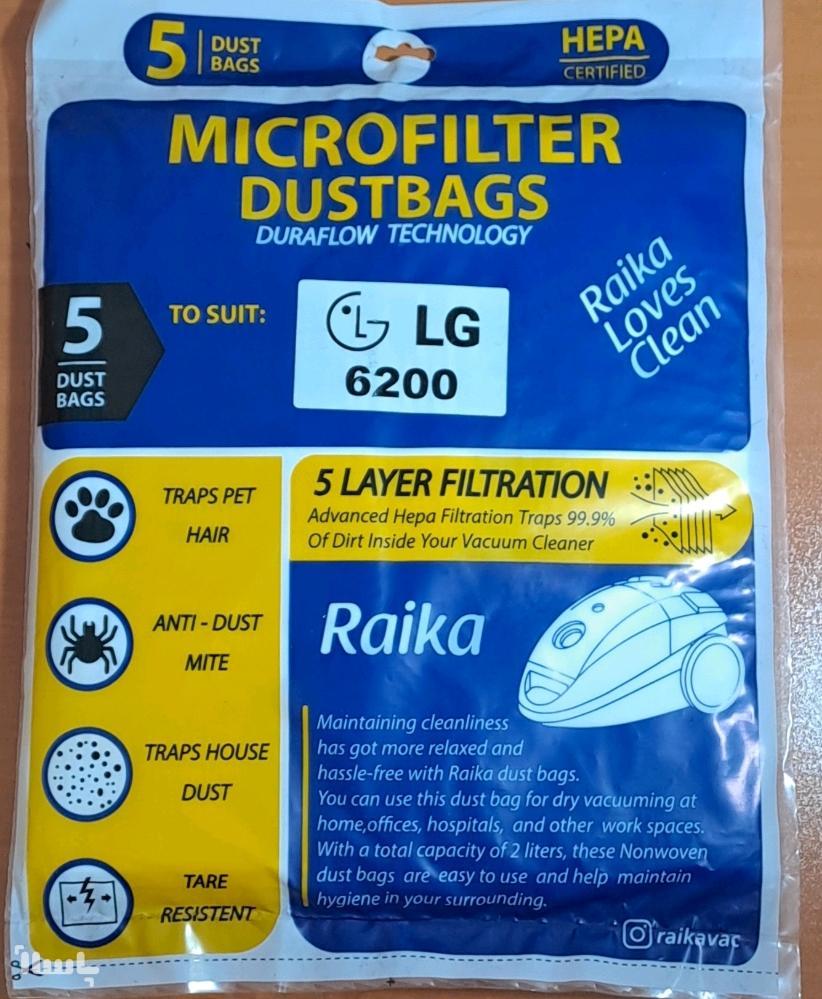 5 DUST BAGS
HEPA
CERTIFIED
MICROFILTER
DUSTBAGS
DURAFLOW TECHNOLOGY
5
DUST
BAGS
TO SUIT:
LG
6200
Raika
Loves
Clean
TRAPS PET
HAIR
ANTI - DUST
MITE
TRAPS HOUSE
DUST
TARE
RESISTENT
5 LAYER FILTRATION
Advanced Hepa Filtration Traps 99.9%
Of Dirt Inside Your Vacuum Cleaner
Raika
Maintaining cleanliness
has got more relaxed and
hassle-free with Raika dust bags.
You can use this dust bag for dry vacuuming at
home,offices, hospitals, and other work spaces.
With a total capacity of 2 liters, these Nonwoven
dust bags are easy to use and help maintain
hygiene in your surrounding.
raikavac
باسلام